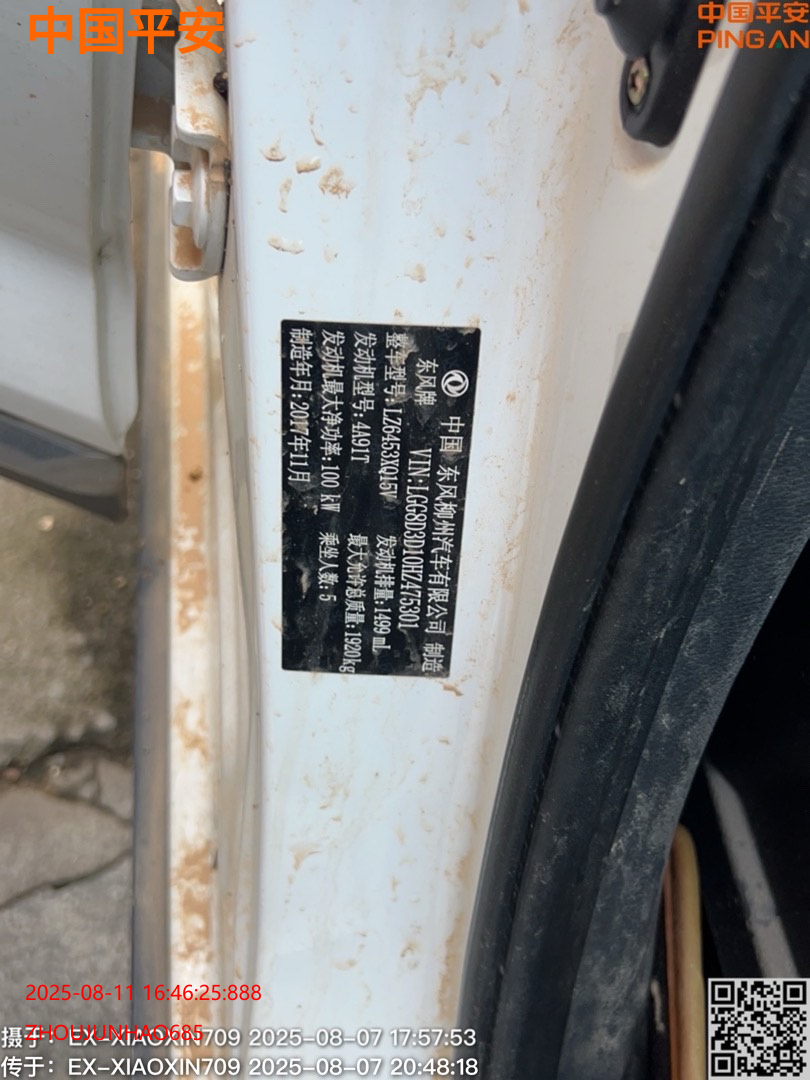 中国平安
中国平安
PING AN
中国 东风柳州汽车有限公司 制造
东风牌 VIN:LGG8D3D10HZ475301
整车型号:LZ6453XQ15V 发动机排量:1499mL
发动机型号:4A91T 最大允许总质量:1920kg
发动机最大净功率:100 kW 乘坐人数:5
制造年月:2017年11月
2025-08-11 16:46:25:888
ZHOUJUNHAO685
摄于: EX-XIAOXIN709 2025-08-07 17:57:53
传于: EX-XIAOXIN709 2025-08-07 20:48:18